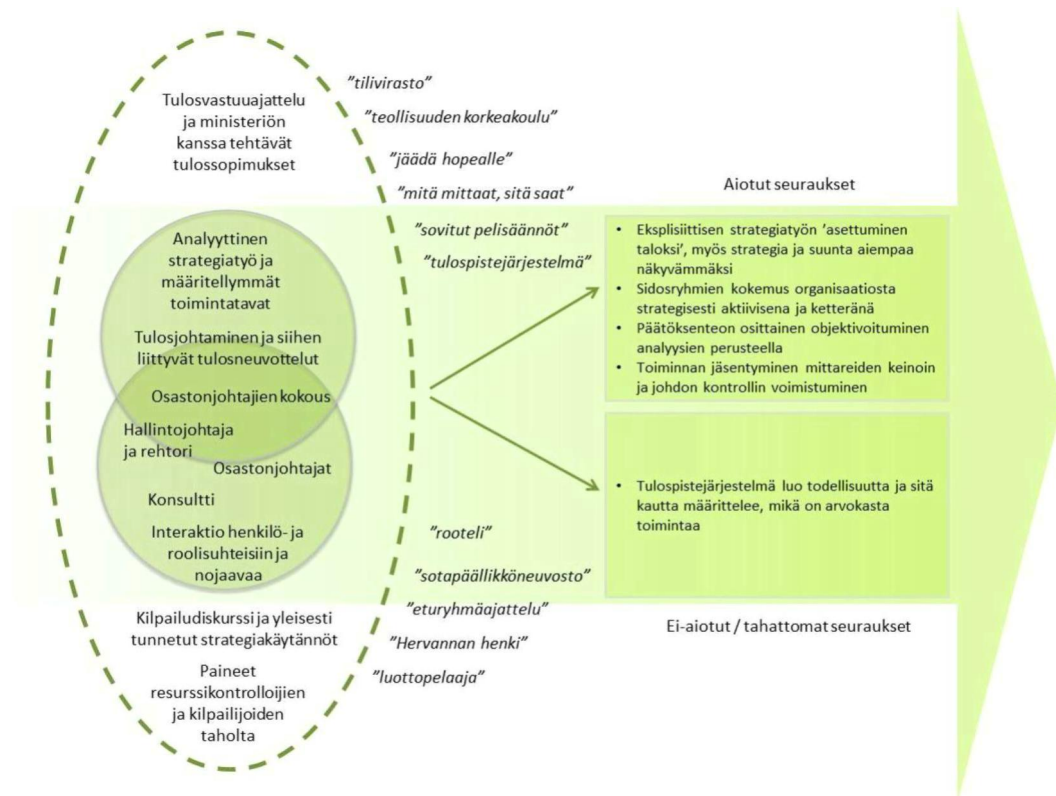 Tulosvastuuajattelu
ja ministeriön
kanssa tehtävät
tulossopimukset
Analyyttinen
strategiatyö ja
määritellymmät
toimintatavat
Tulosjohtaminen ja siihen
liittyvät tulosneuvottelut
Osastonjohtajien kokous
Hallintojohtaja
ja rehtori
Osastonjohtajat
Konsultti
Interaktio henkilö- ja
roolisuhteisiin ja
nojaavaa
Kilpailudiskurssi ja yleisesti
tunnetut strategiakäytännöt
Paineet
resurssikontrolloijien
ja kilpailijoiden
taholta
”tilivirasto”
”teollisuuden korkeakoulu”
”jäädä hopealle”
”mitä mittaat, sitä saat”
”sovitut pelisäännöt”
”tulospistejärjestelmä”
”rooteli”
”sotapäällikköneuvosto”
”eturyhmäajattelu”
”Hervannan henki”
”luottopelaaja”
Aiotut seuraukset
• Eksplisiittisen strategiatyön ’asettuminen
taloksi’, myös strategia ja suunta aiempaa
näkyvämmäksi
• Sidosryhmien kokemus organisaatiosta
strategisesti aktiivisena ja ketteränä
• Päätöksenteon osittainen objektivoituminen
analyysien perusteella
• Toiminnan jäsentyminen mittareiden keinoin
ja johdon kontrollin voimistuminen
• Tulospistejärjestelmä luo todellisuutta ja sitä
kautta määrittelee, mikä on arvokasta
toimintaa
Ei-aiotut / tahattomat seuraukset